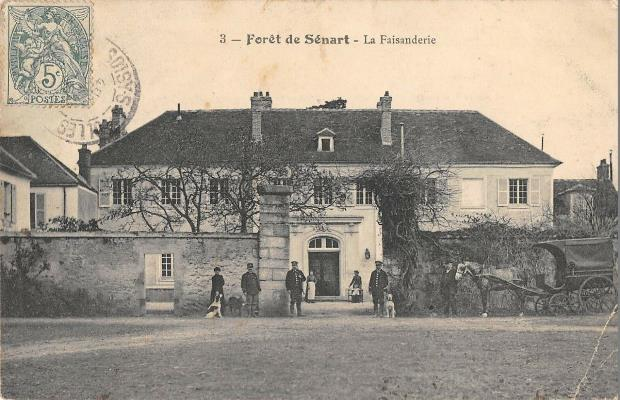 3 — Forêt de Sénart - La Faisanderie
5c
POSTES